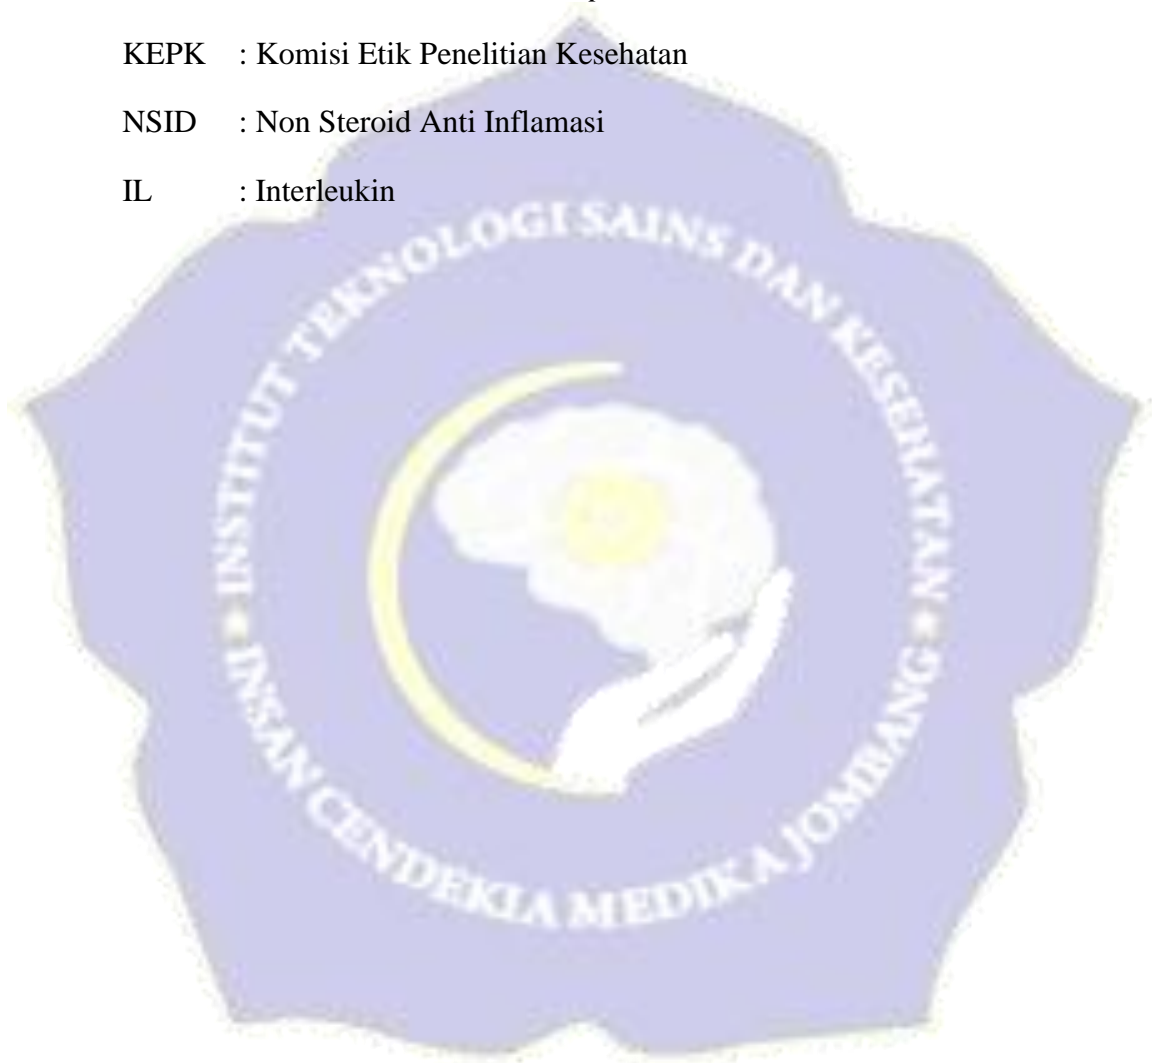 KEPK : Komisi Etik Penelitian Kesehatan
NSID : Non Steroid Anti Inflamasi
IL : Interleukin
INSTITUT TEKNOLOGI SAINS DAN KESEHATAN
INSAN CENDEKIA MEDIKA JOMBANG